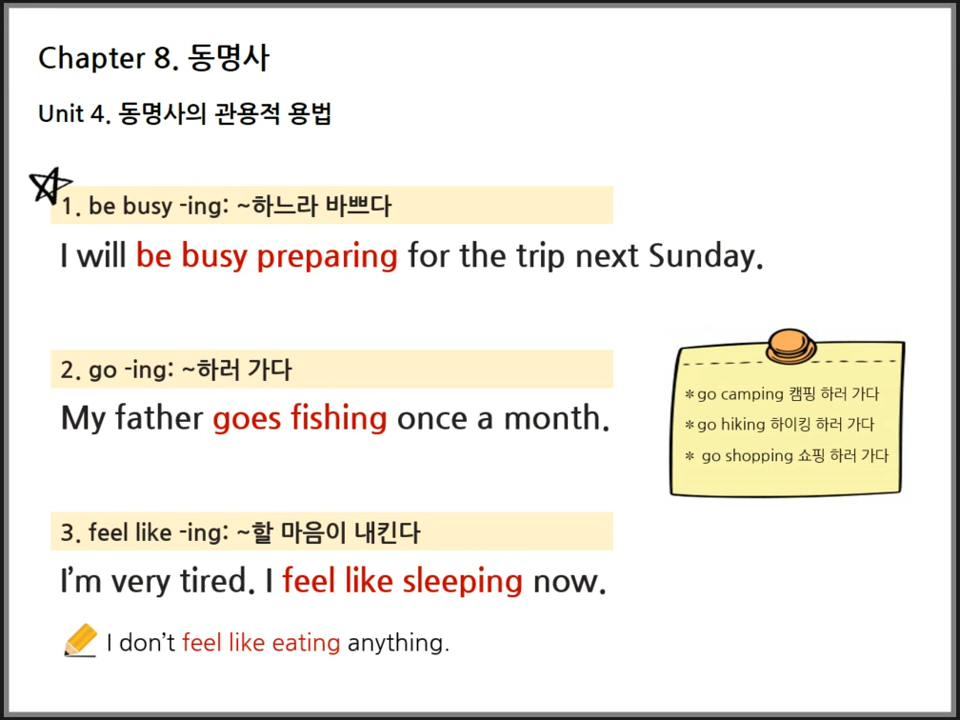 Chapter 8. 동명사
Unit 4. 동명사의 관용적 용법
1. be busy -ing: ~하느라 바쁘다
I will be busy preparing for the trip next Sunday.
2. go -ing: ~하러 가다
My father goes fishing once a month.
* go camping 캠핑 하러 가다
* go hiking 하이킹 하러 가다
* go shopping 쇼핑 하러 가다
3. feel like -ing: ~할 마음이 내킨다
I'm very tired. I feel like sleeping now.
I don't feel like eating anything.